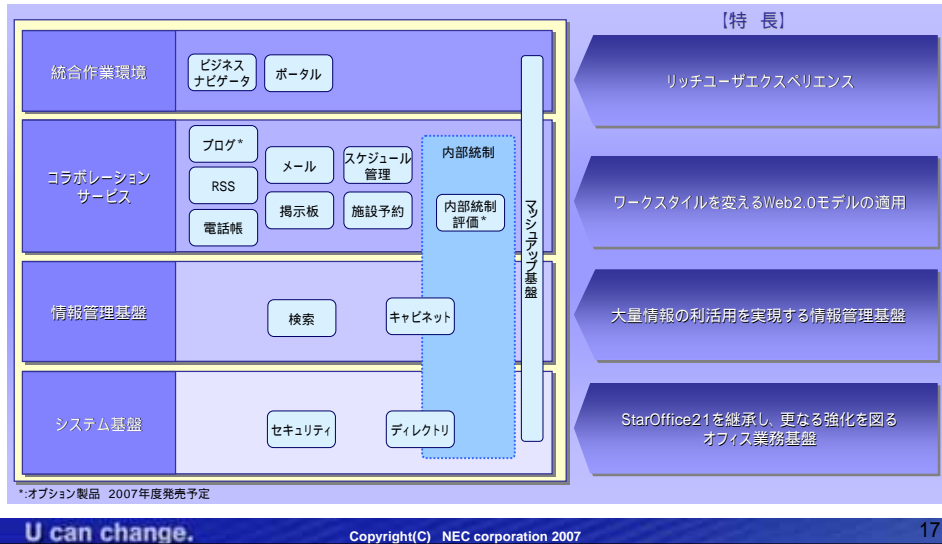 【特 長】
統合作業環境
ビジネス
ナビゲータ
ポータル
リッチユーザエクスペリエンス
コラボレーション
サービス
ブログ*
RSS
電話帳
メール
掲示板
スケジュール
管理
施設予約
内部統制
内部統制
評価*
マッシュアップ基盤
ワークスタイルを変えるWeb2.0モデルの適用
情報管理基盤
検索
キャビネット
大量情報の利活用を実現する情報管理基盤
システム基盤
セキュリティ
ディレクトリ
StarOffice21を継承し、更なる強化を図る
オフィス業務基盤
*:オプション製品 2007年度発売予定
U can change.
Copyright(C) NEC corporation 2007
17